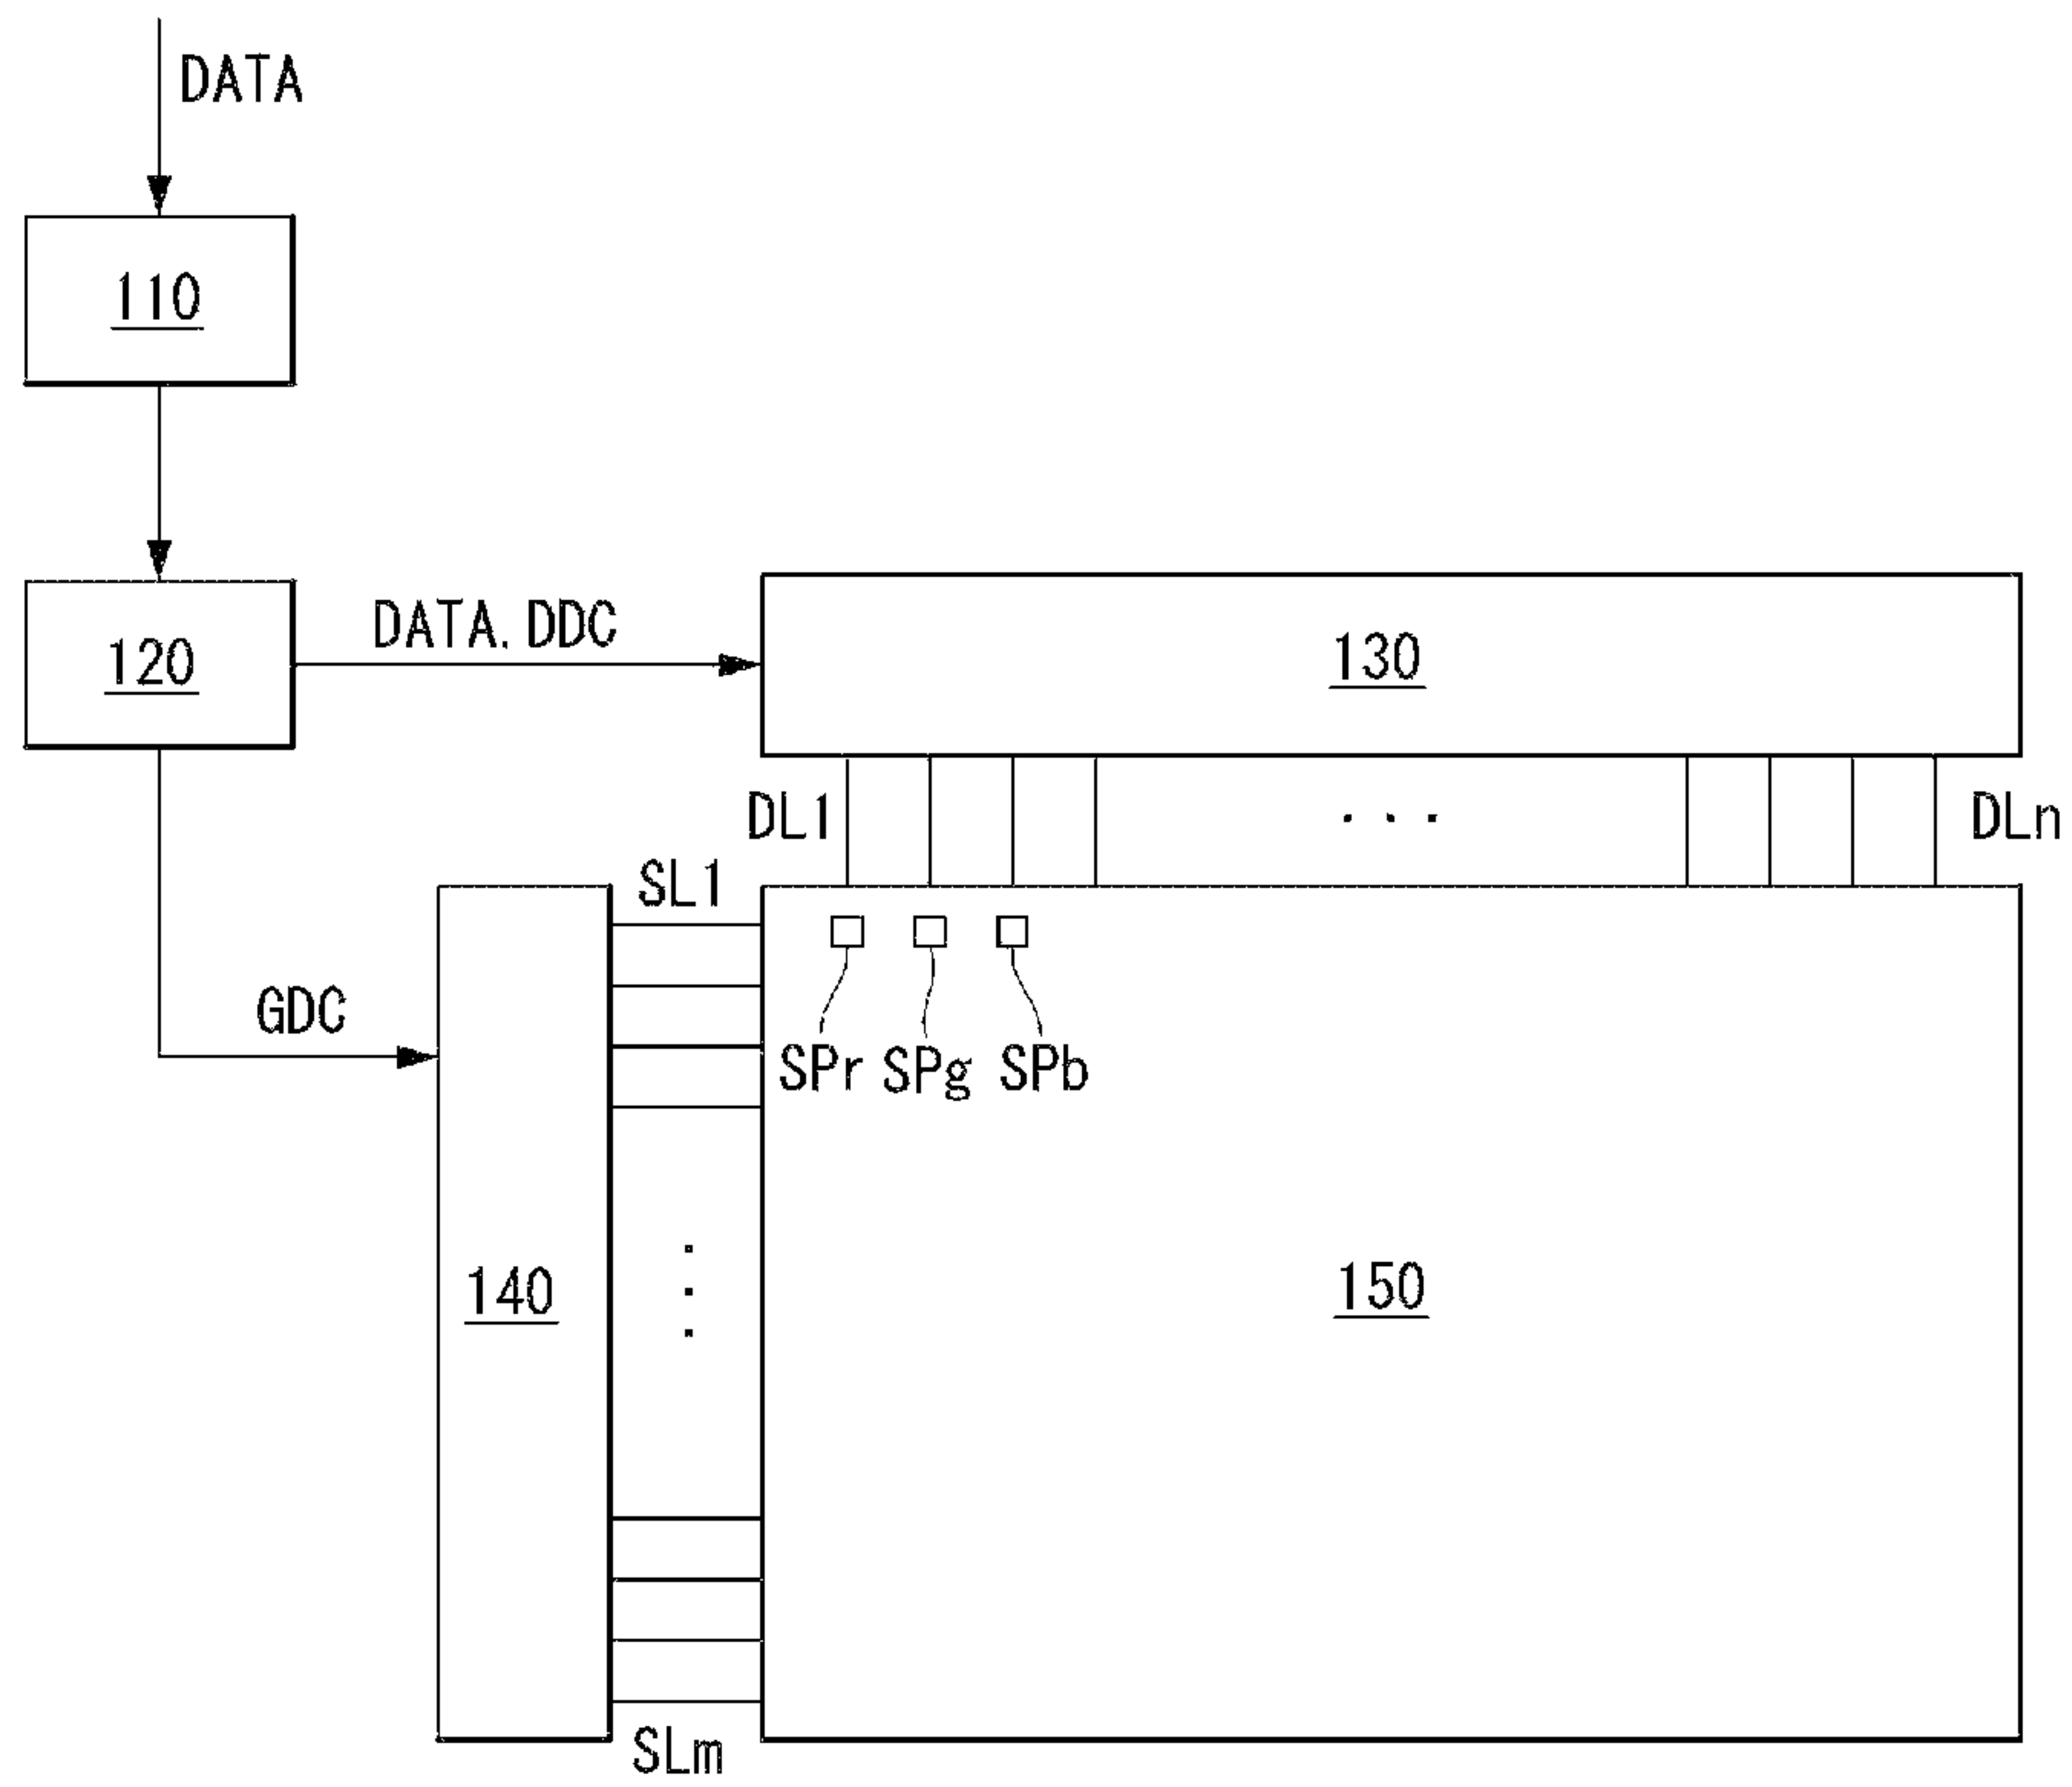 DATA
110
120
DATA, DDC
130
DL1
DLn
SL1
GDC
SPr
SPg
SPb
140
150
SLm